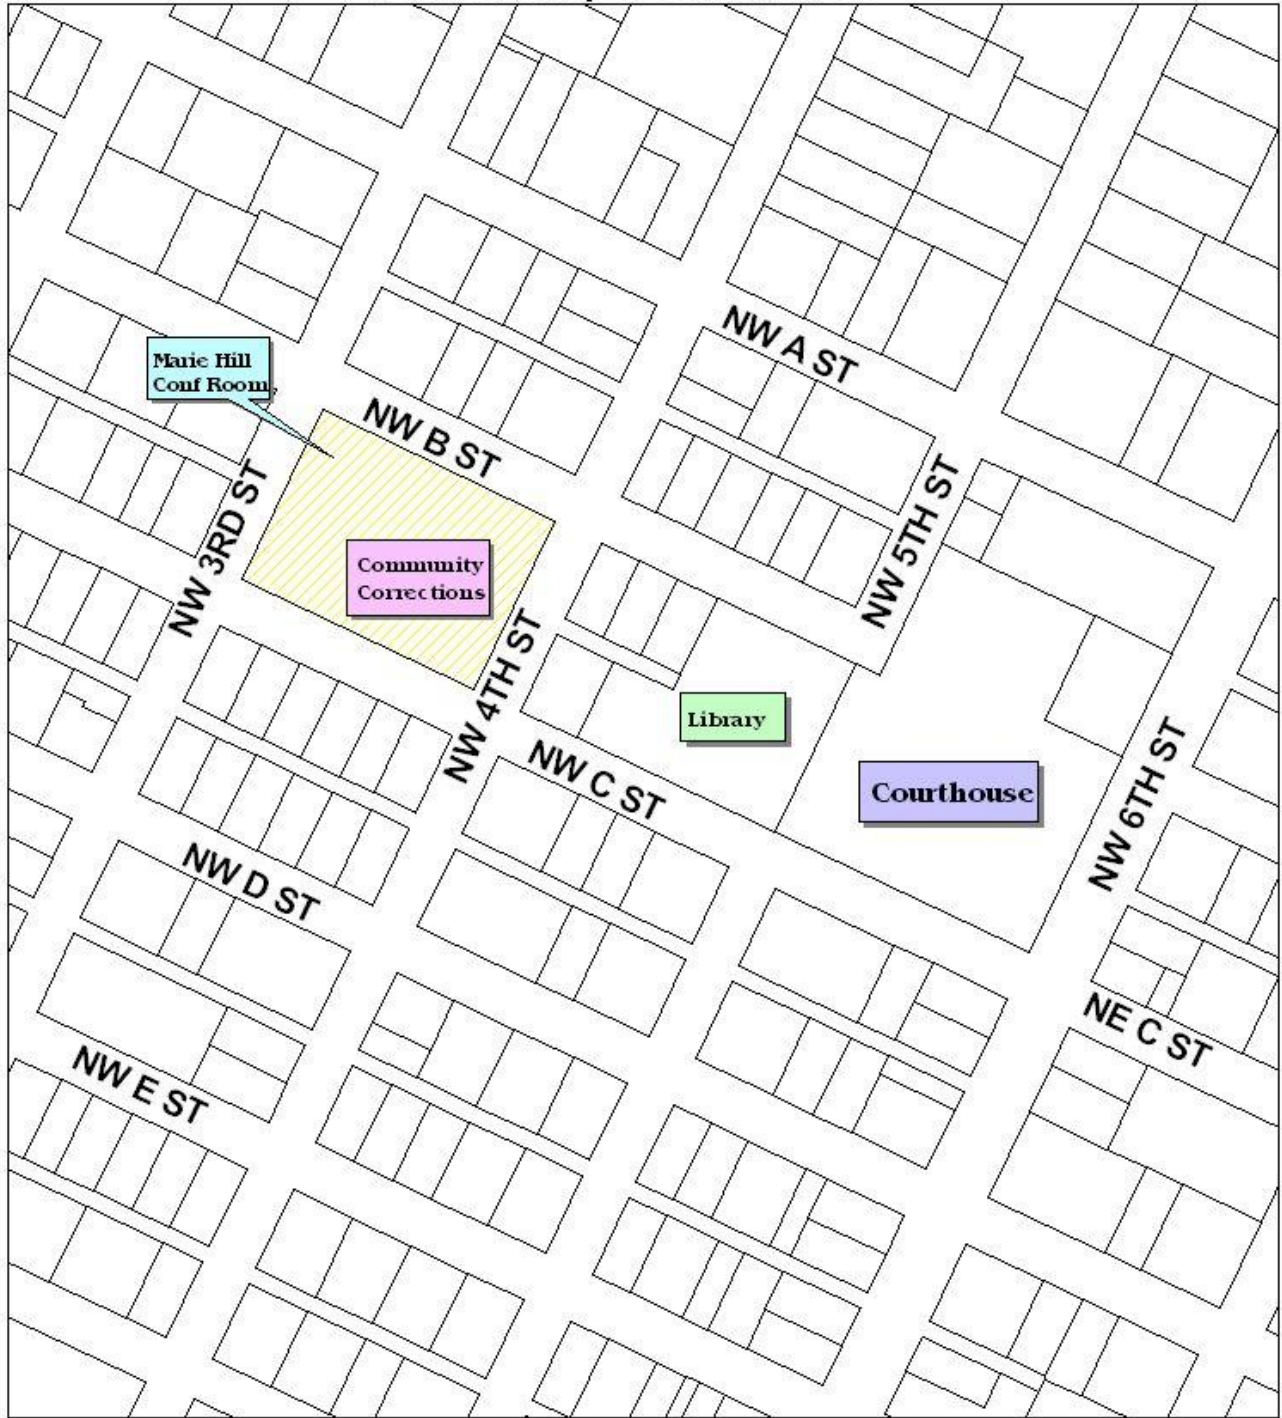 NW A ST
Marie Hill
Conf Room
NW B ST
NW 3RD ST
NW 5TH ST
Community
Corrections
NW 4TH ST
Library
NW C ST
Courthouse
NW 6TH ST
NW D ST
NE C ST
NW E ST